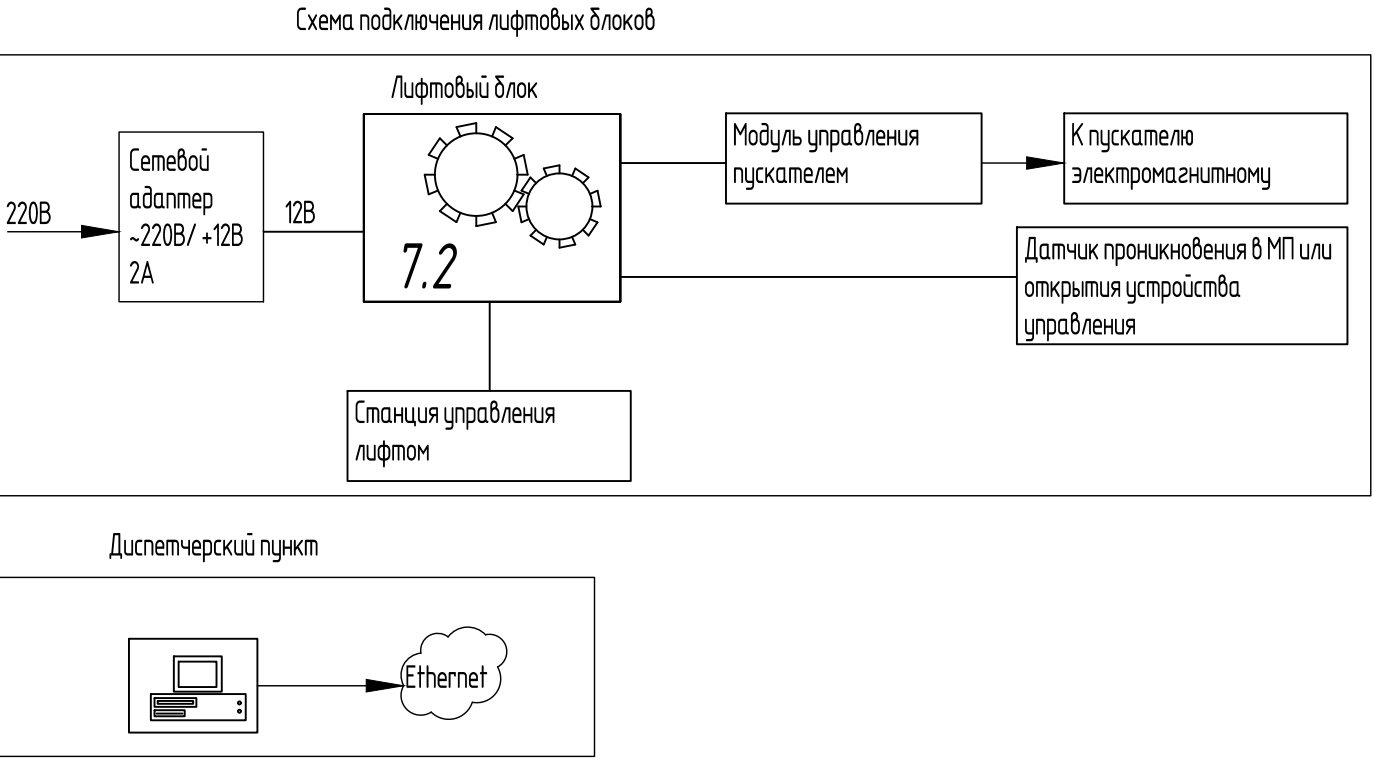 Схема подключения лифтовых блоков
Лифтовый блок
220В
Сетевой
адаптер
~220В/ +12В
2А
12В
7.2
Модуль управления
пускателем
К пускателю
электромагнитному
Датчик проникновения в МП или
открытия устройства
управления
Станция управления
лифтом
Диспетчерский пункт
Ethernet